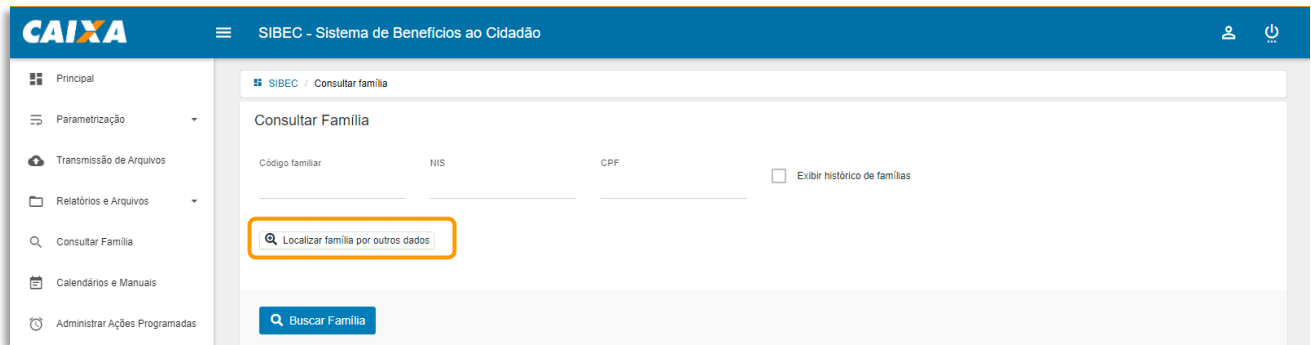 CAIXA
SIBEC - Sistema de Benefícios ao Cidadão
Principal
Parametrização
Transmissão de Arquivos
Relatórios e Arquivos
Consultar Família
Calendários e Manuais
Administrar Ações Programadas
SIBEC / Consultar família
Consultar Família
Código familiar NIS CPF
Exibir histórico de famílias
Localizar família por outros dados
Buscar Família